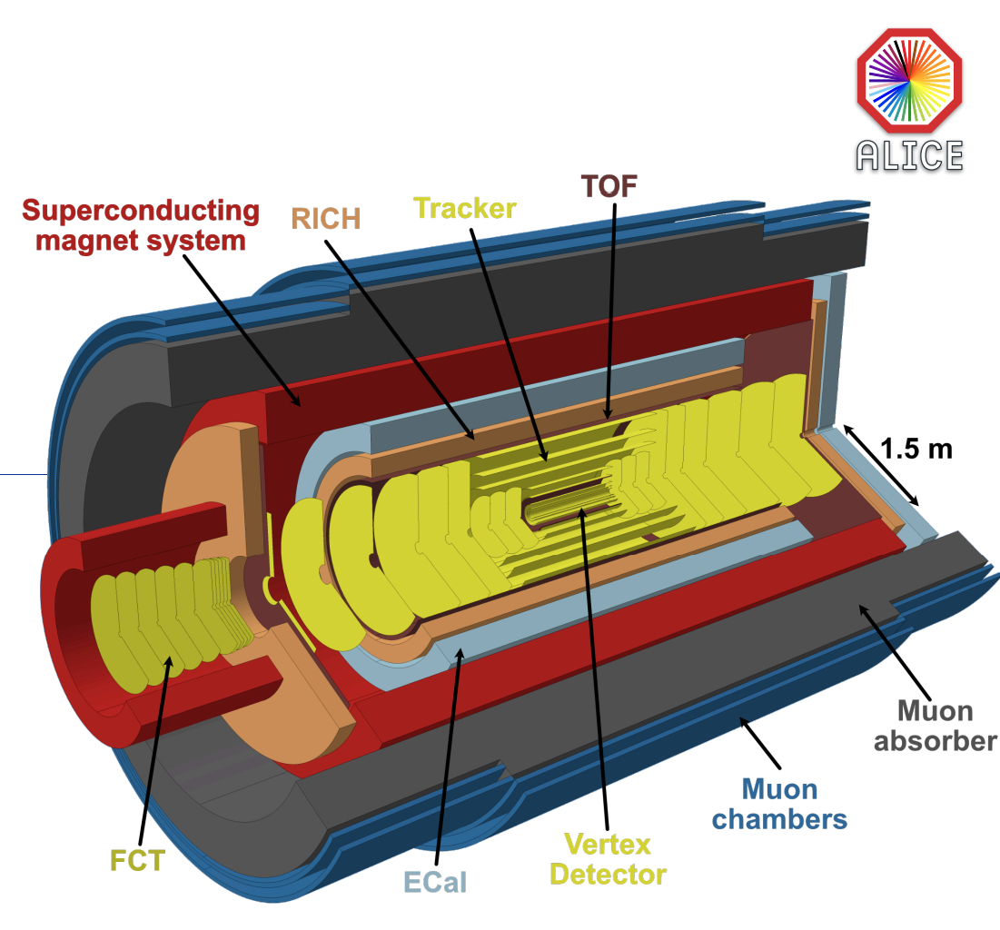 ALICE
TOF
Tracker
Superconducting
magnet system
RICH
1.5 m
Muon
absorber
Muon
chambers
Vertex
Detector
FCT
ECal